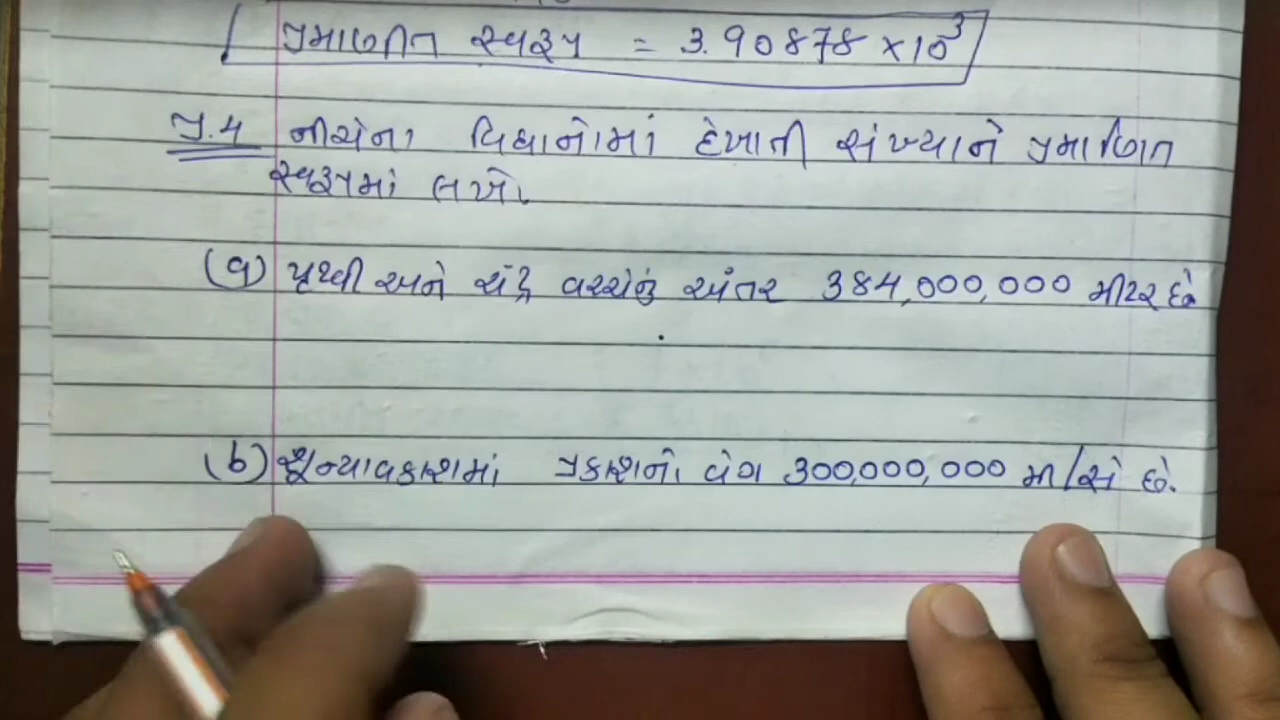 પ્રમાણીત સ્વરૂપ = 3.90878 × 10³
પ્ર.4 નીચેના વિધાનોમાં દેખાતી સંખ્યાને પ્રમાણિત
સ્વરૂપમાં લખો.
(a) પૃથ્વી અને ચંદ્ર વચ્ચેનું અંતર 384,000,000 મીટર છે
(b) શૂન્યાવકાશમાં પ્રકાશનો વેગ 300,000,000 મી/સે છે.